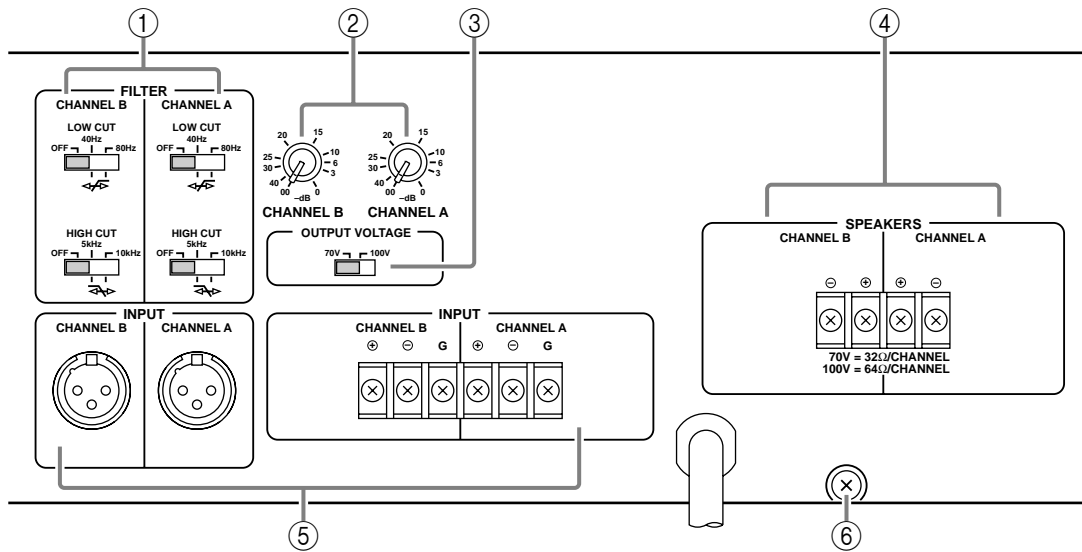 ① ② ③ ④
FILTER
CHANNEL B CHANNEL A
LOW CUT LOW CUT
40Hz 40Hz
OFF 80Hz OFF 80Hz
HIGH CUT HIGH CUT
5kHz 5kHz
OFF 10kHz OFF 10kHz
20 15 20 15
25 10 25 10
30 6 30 6
40 3 40 3
00 0 00 0
–dB –dB
CHANNEL B CHANNEL A
OUTPUT VOLTAGE
70V 100V
SPEAKERS
CHANNEL B CHANNEL A
⊖ ⊕ ⊕ ⊖
70V = 32Ω/CHANNEL
100V = 64Ω/CHANNEL
INPUT
CHANNEL B CHANNEL A
INPUT
CHANNEL B CHANNEL A
⊕ ⊖ G ⊕ ⊖ G
⑤ ⑥